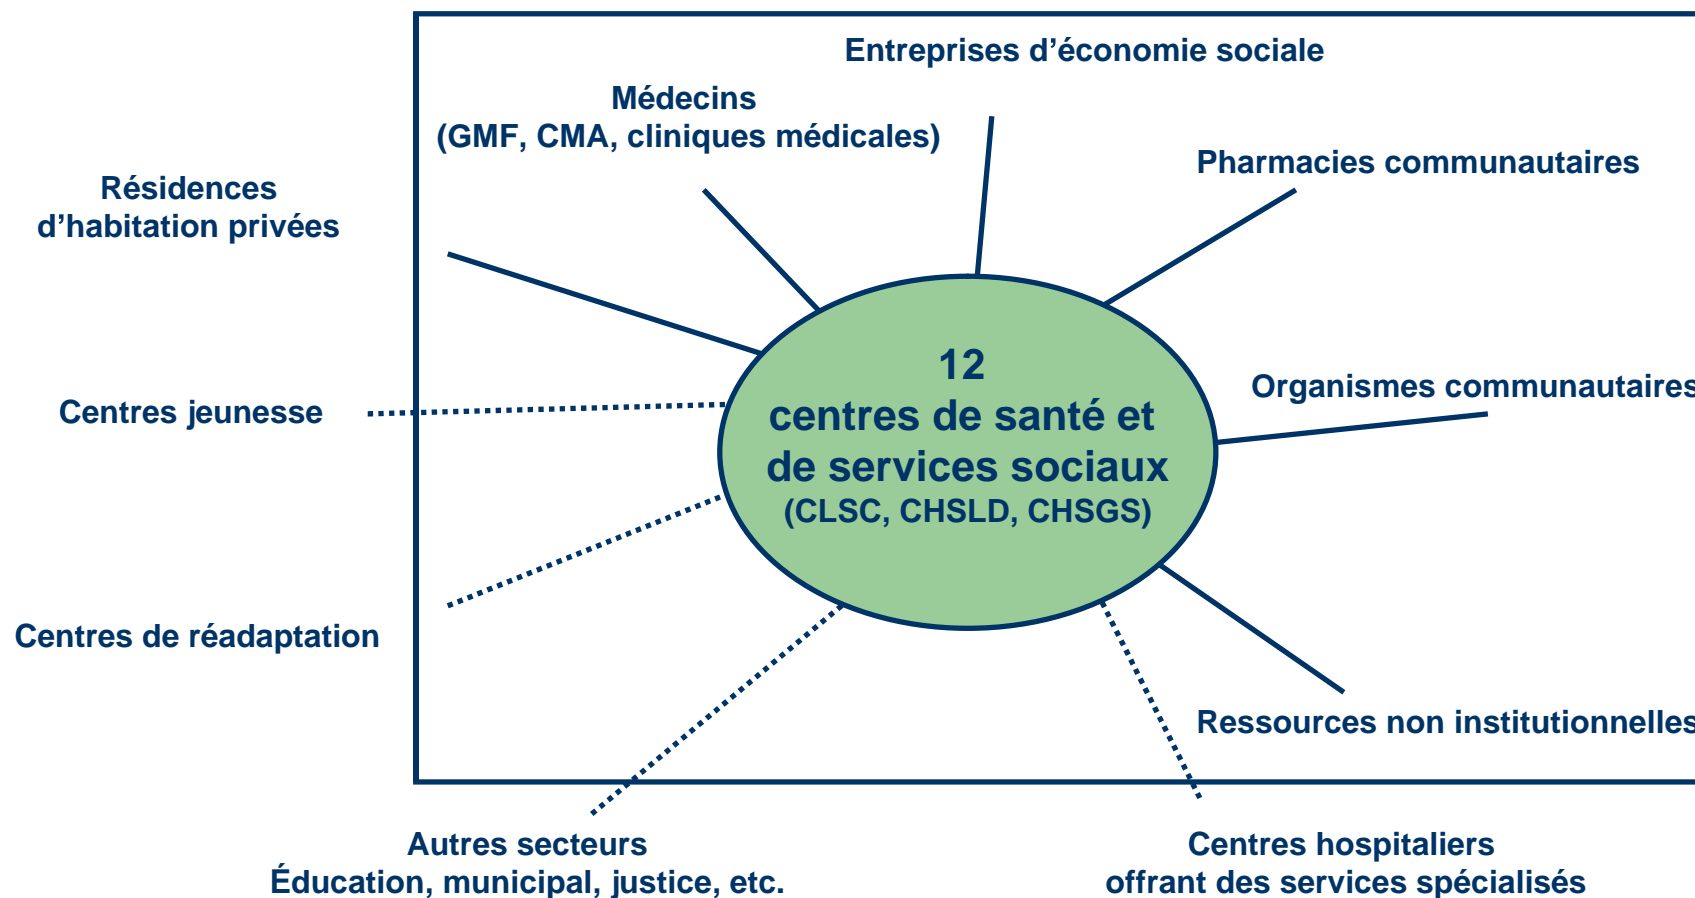 Entreprises d’économie sociale
Médecins
(GMF, CMA, cliniques médicales)
Pharmacies communautaires
Résidences
d’habitation privées
12
centres de santé et
de services sociaux
(CLSC, CHSLD, CHSGS)
Organismes communautaires
Centres jeunesse
Centres de réadaptation
Ressources non institutionnelles
Autres secteurs
Éducation, municipal, justice, etc.
Centres hospitaliers
offrant des services spécialisés